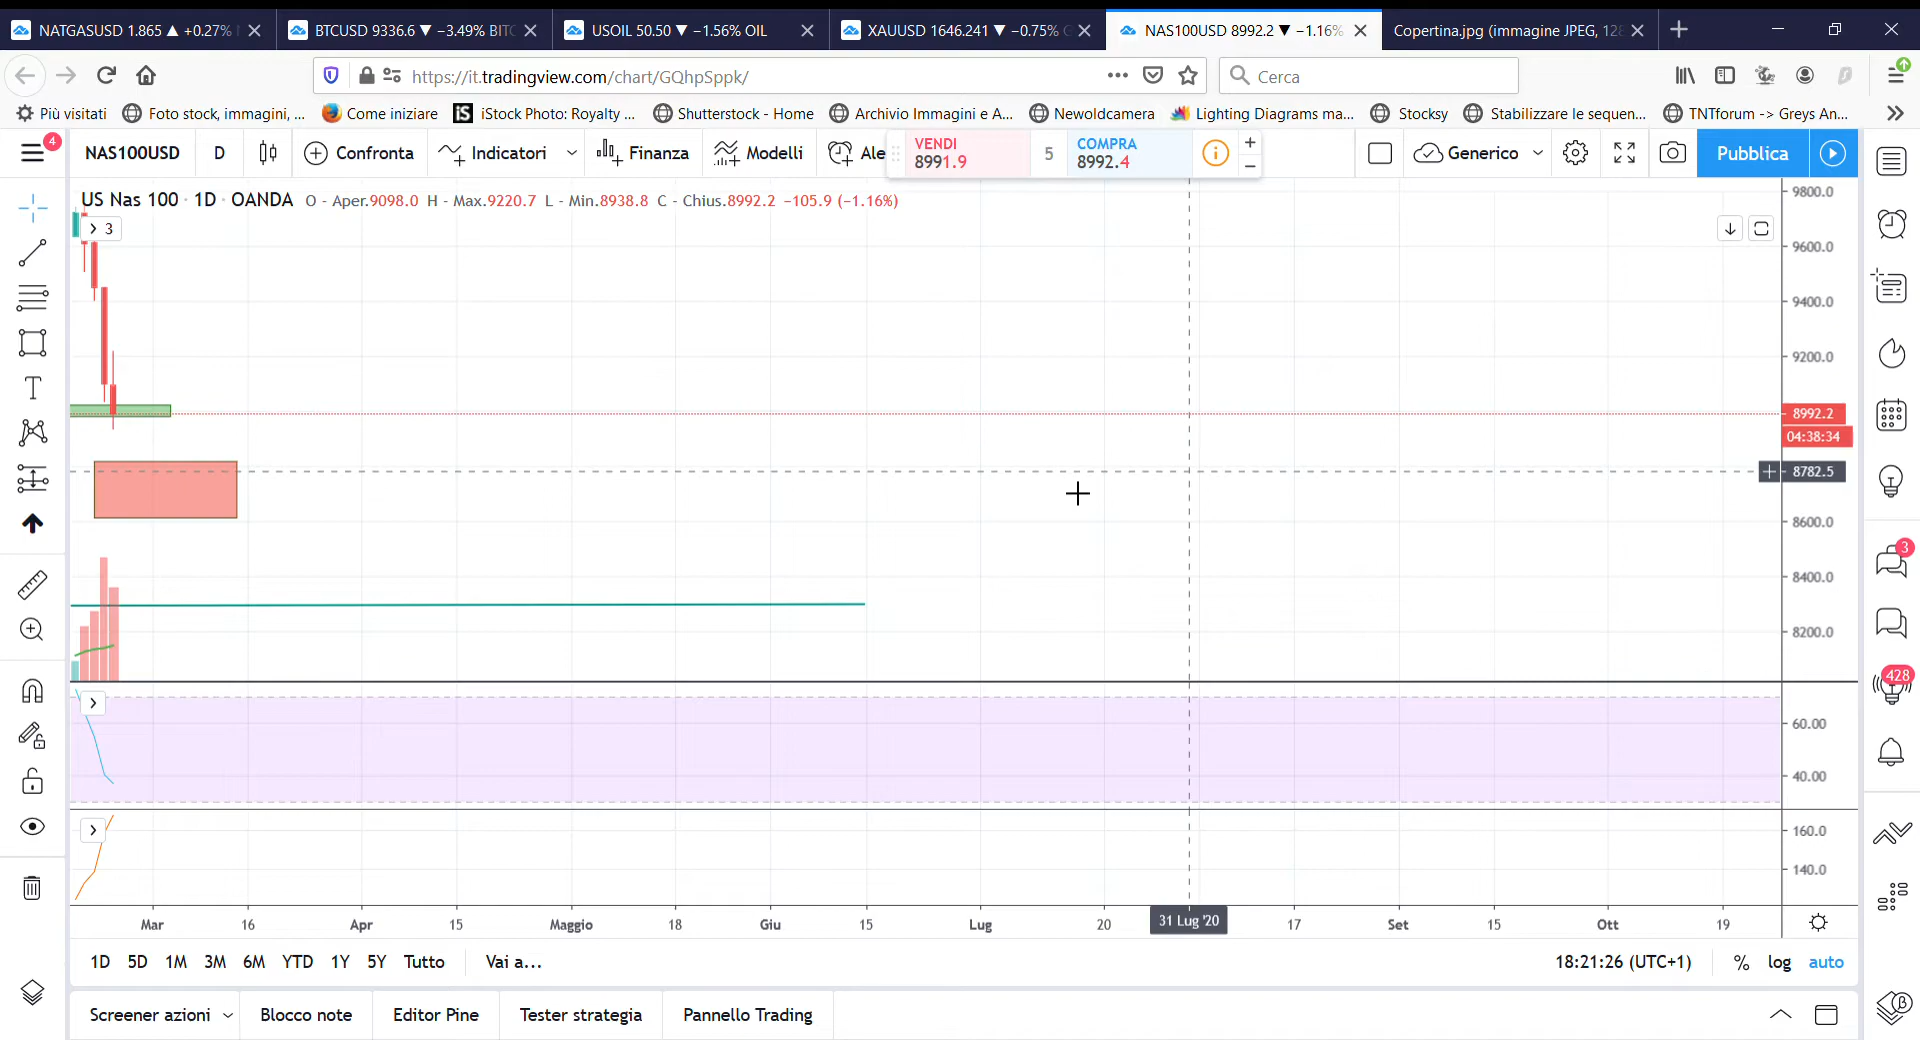 NATGASUSD 1.865 ▲ +0.27%
BTCUSD 9336.6 ▼ −3.49% BITC
USOIL 50.50 ▼ −1.56% OIL
XAUUSD 1646.241 ▼ −0.75%
NAS100USD 8992.2 ▼ −1.16%
Copertina.jpg (immagine JPEG, 128
https://it.tradingview.com/chart/GQhpSppk/
Cerca
Più visitati
Foto stock, immagini, ...
Come iniziare
iS
iStock Photo: Royalty ...
Shutterstock - Home
Archivio Immagini e A...
Newoldcamera
Lighting Diagrams ma...
Stocksy
Stabilizzare le sequen...
TNTforum -> Greys An...
4
NAS100USD
D
Confronta
Indicatori
Finanza
Modelli
Ale
VENDI
8991.9
5
COMPRA
8992.4
Generico
Pubblica
US Nas 100 · 1D · OANDA
O - Aper.9098.0 H - Max.9220.7 L - Min.8938.8 C - Chius.8992.2 −105.9 (−1.16%)
3
9800.0
9600.0
9400.0
9200.0
8992.2
04:38:34
8782.5
8600.0
8400.0
8200.0
60.00
40.00
160.0
140.0
3
428
T
Mar
16
Apr
15
Maggio
18
Giu
15
Lug
20
31 Lug '20
17
Set
15
Ott
19
1D
5D
1M
3M
6M
YTD
1Y
5Y
Tutto
Vai a...
18:21:26 (UTC+1)
%
log
auto
Screener azioni
Blocco note
Editor Pine
Tester strategia
Pannello Trading
β